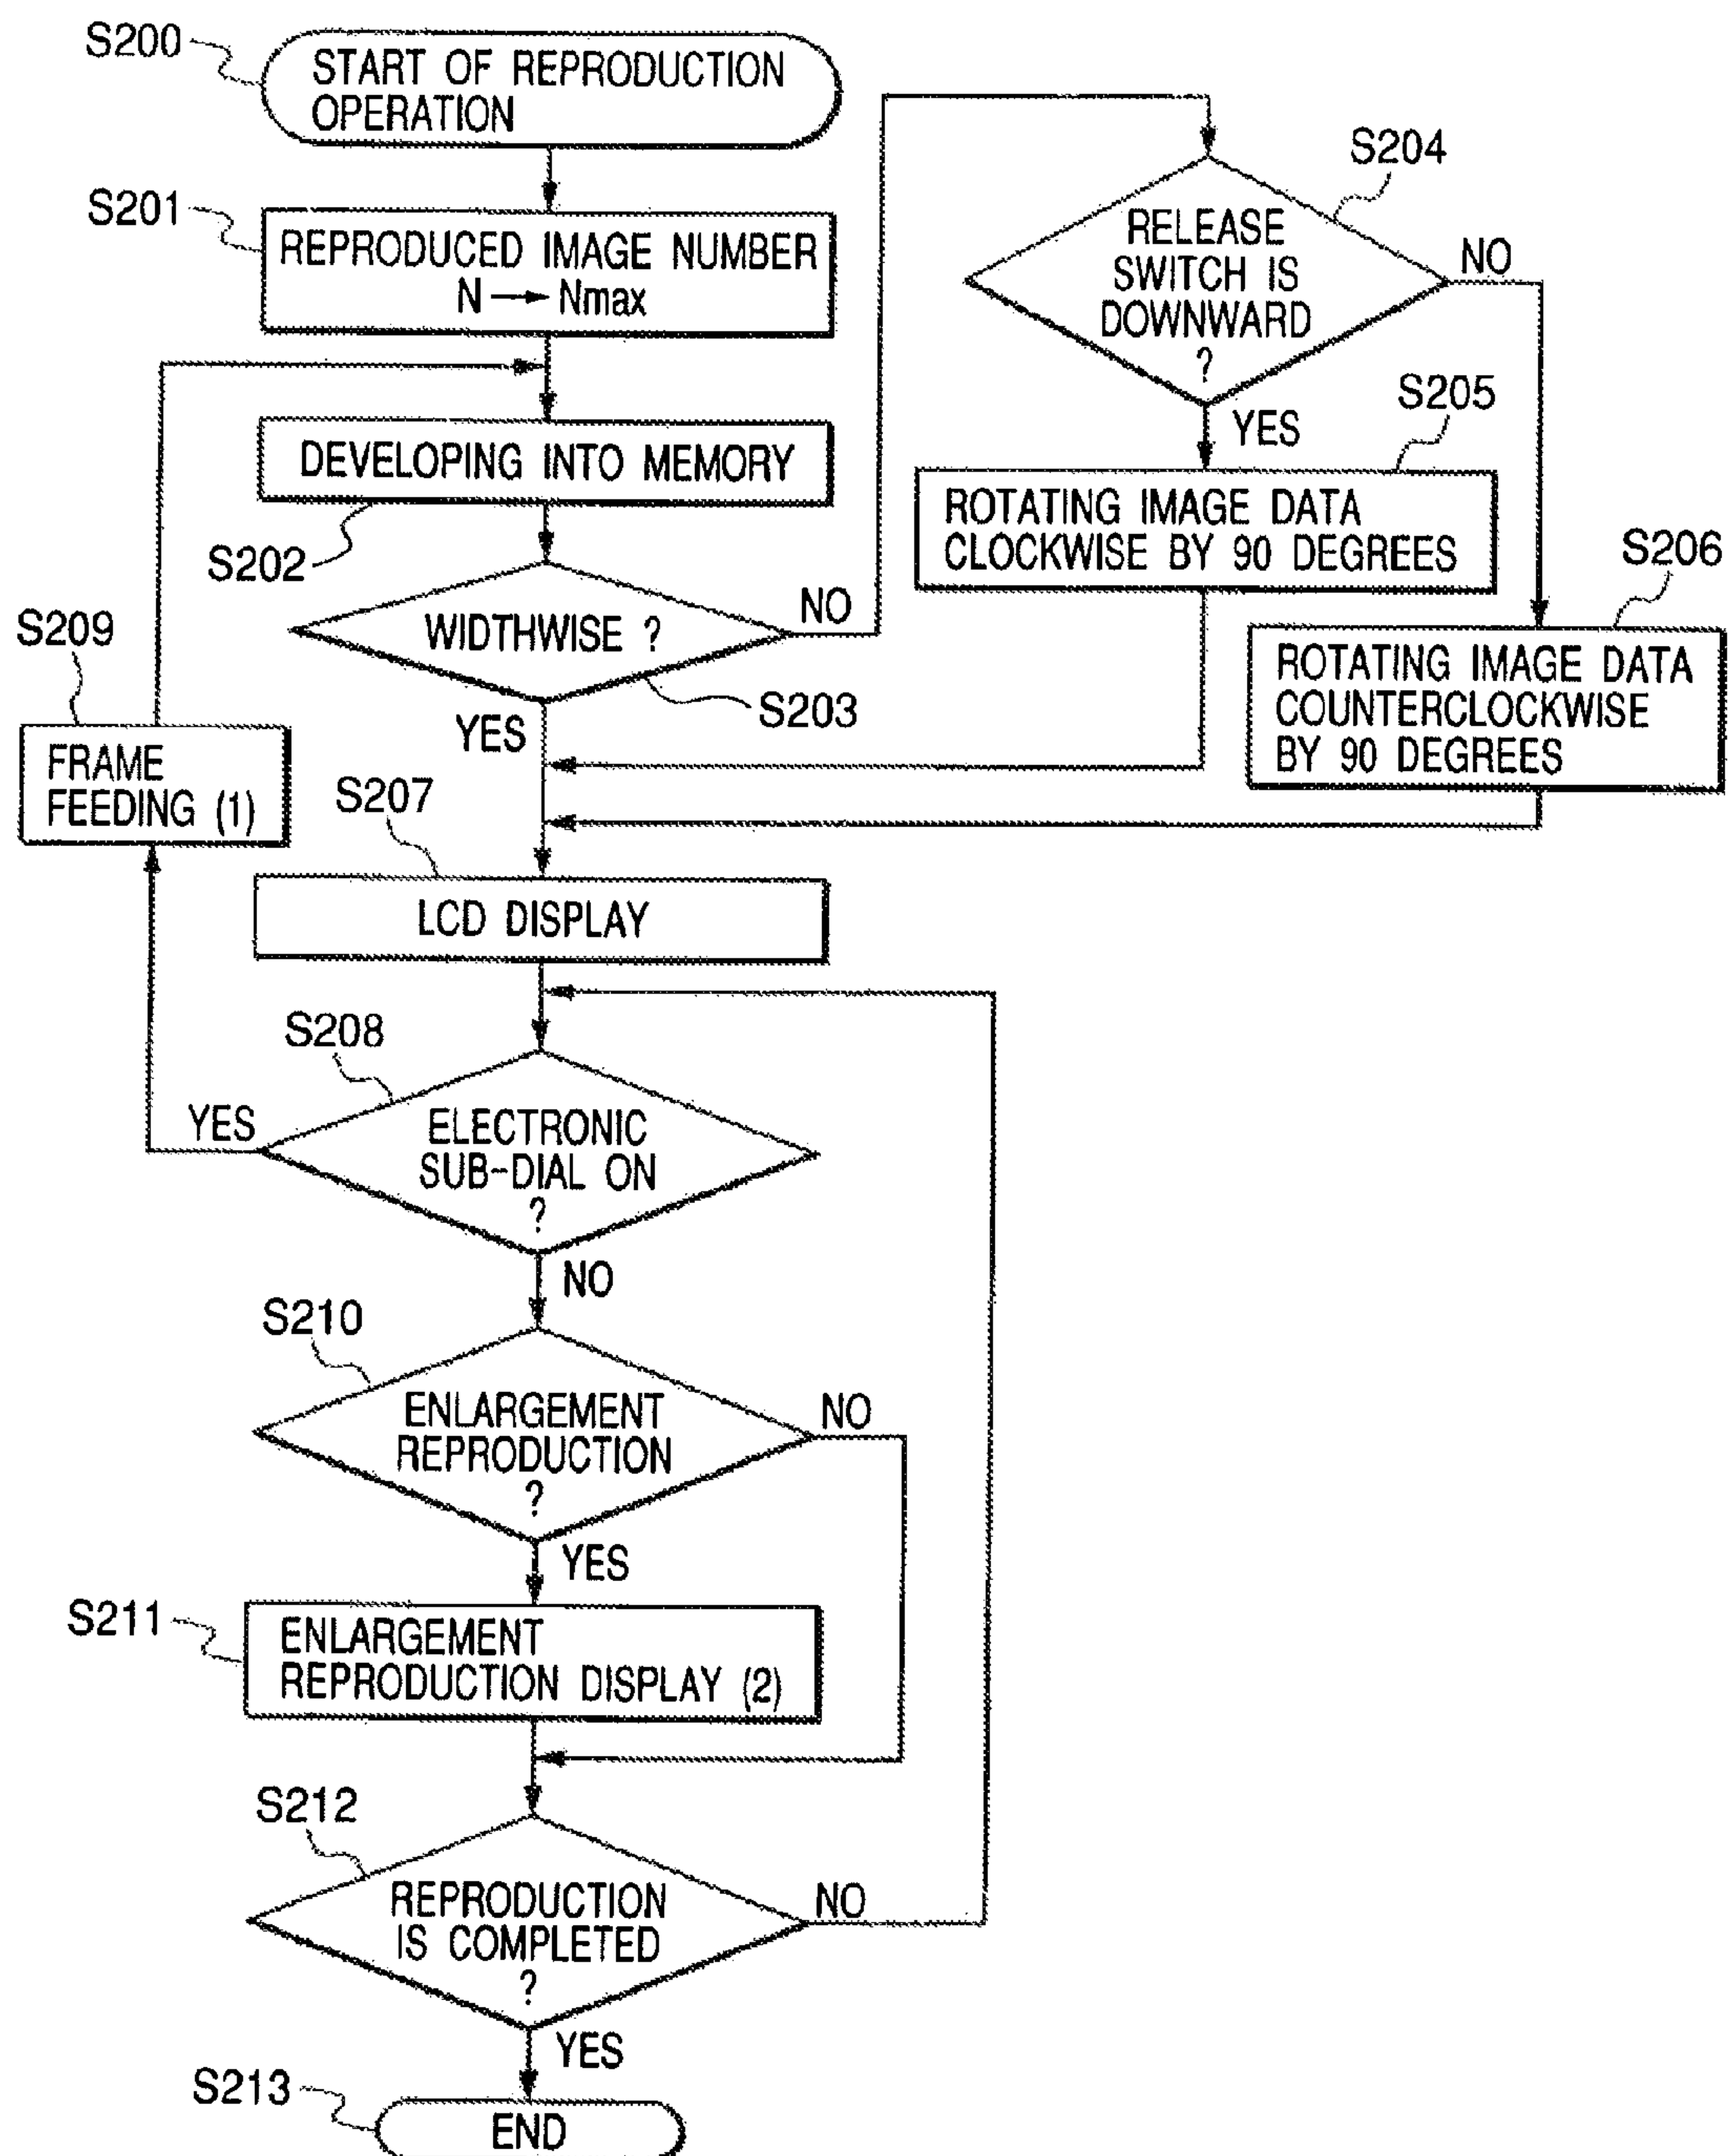 S200
START OF REPRODUCTION
OPERATION
S201
REPRODUCED IMAGE NUMBER
N → Nmax
DEVELOPING INTO MEMORY
S202
WIDTHWISE ?
NO
S203
YES
S204
RELEASE
SWITCH IS
DOWNWARD
?
NO
YES
S205
ROTATING IMAGE DATA
CLOCKWISE BY 90 DEGREES
S206
ROTATING IMAGE DATA
COUNTERCLOCKWISE
BY 90 DEGREES
S209
FRAME
FEEDING (1)
S207
LCD DISPLAY
S208
YES
ELECTRONIC
SUB-DIAL ON
?
NO
S210
ENLARGEMENT
REPRODUCTION
?
NO
YES
S211
ENLARGEMENT
REPRODUCTION DISPLAY (2)
S212
REPRODUCTION
IS COMPLETED
?
NO
YES
S213
END